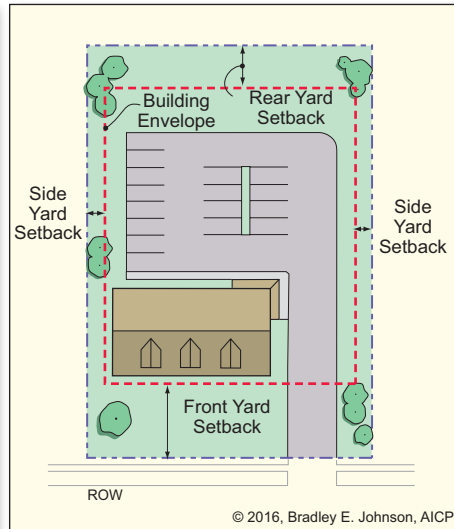 Building
Envelope
Rear Yard
Setback
Side
Yard
Setback
Side
Yard
Setback
Front Yard
Setback
ROW
© 2016, Bradley E. Johnson, AICP